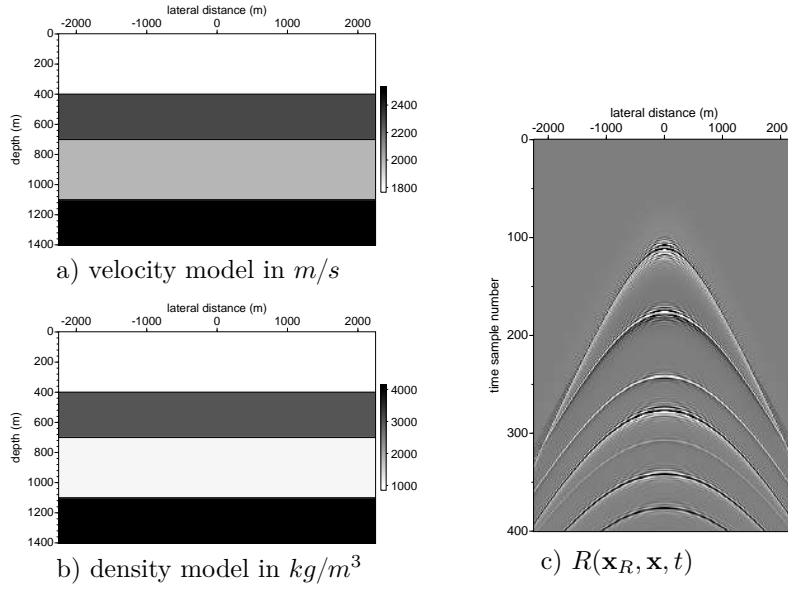 lateral distance (m)
-2000 -1000 0 1000 2000
depth (m)
0
200
400
600
800
1000
1200
1400
2400
2200
2000
1800
a) velocity model in m/s
lateral distance (m)
-2000 -1000 0 1000 2000
depth (m)
0
200
400
600
800
1000
1200
1400
4000
3000
2000
1000
b) density model in kg/m³
lateral distance (m)
-2000 -1000 0 1000 200
time sample number
0
100
200
300
400
c) R(x_R, x, t)